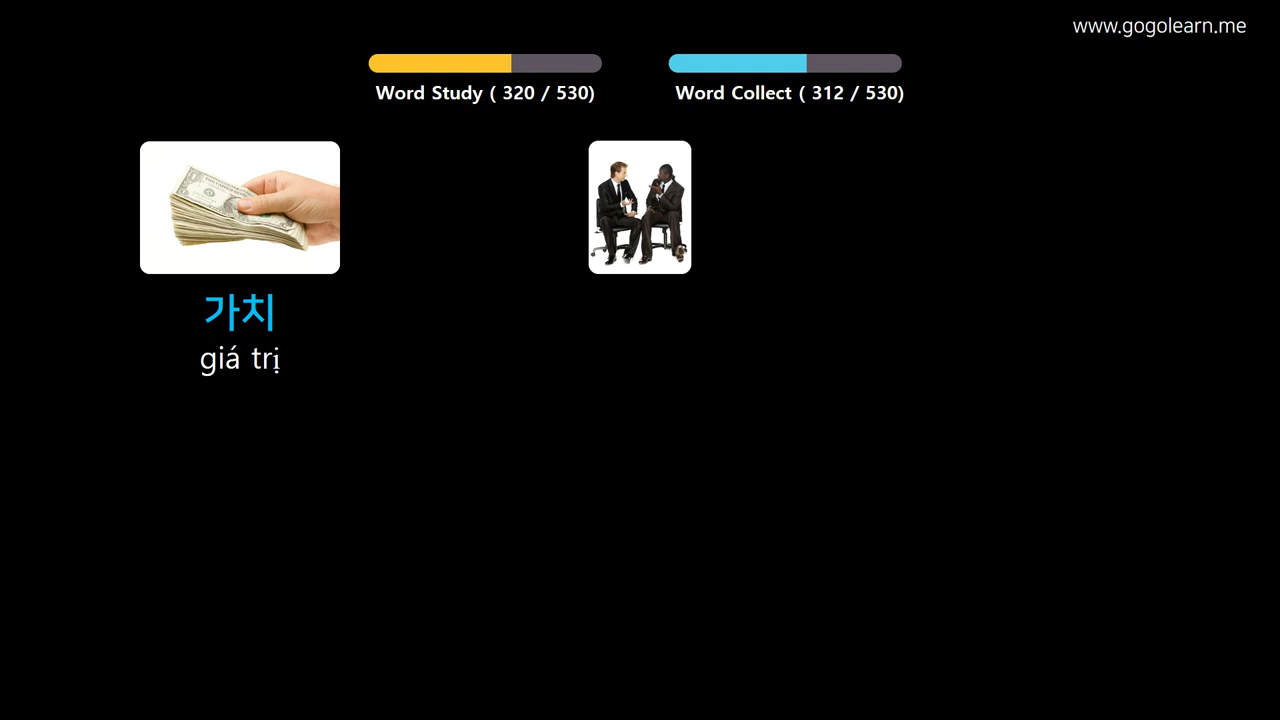 www.gogolearn.me
Word Study ( 320 / 530)
Word Collect ( 312 / 530)
가치
giá trị